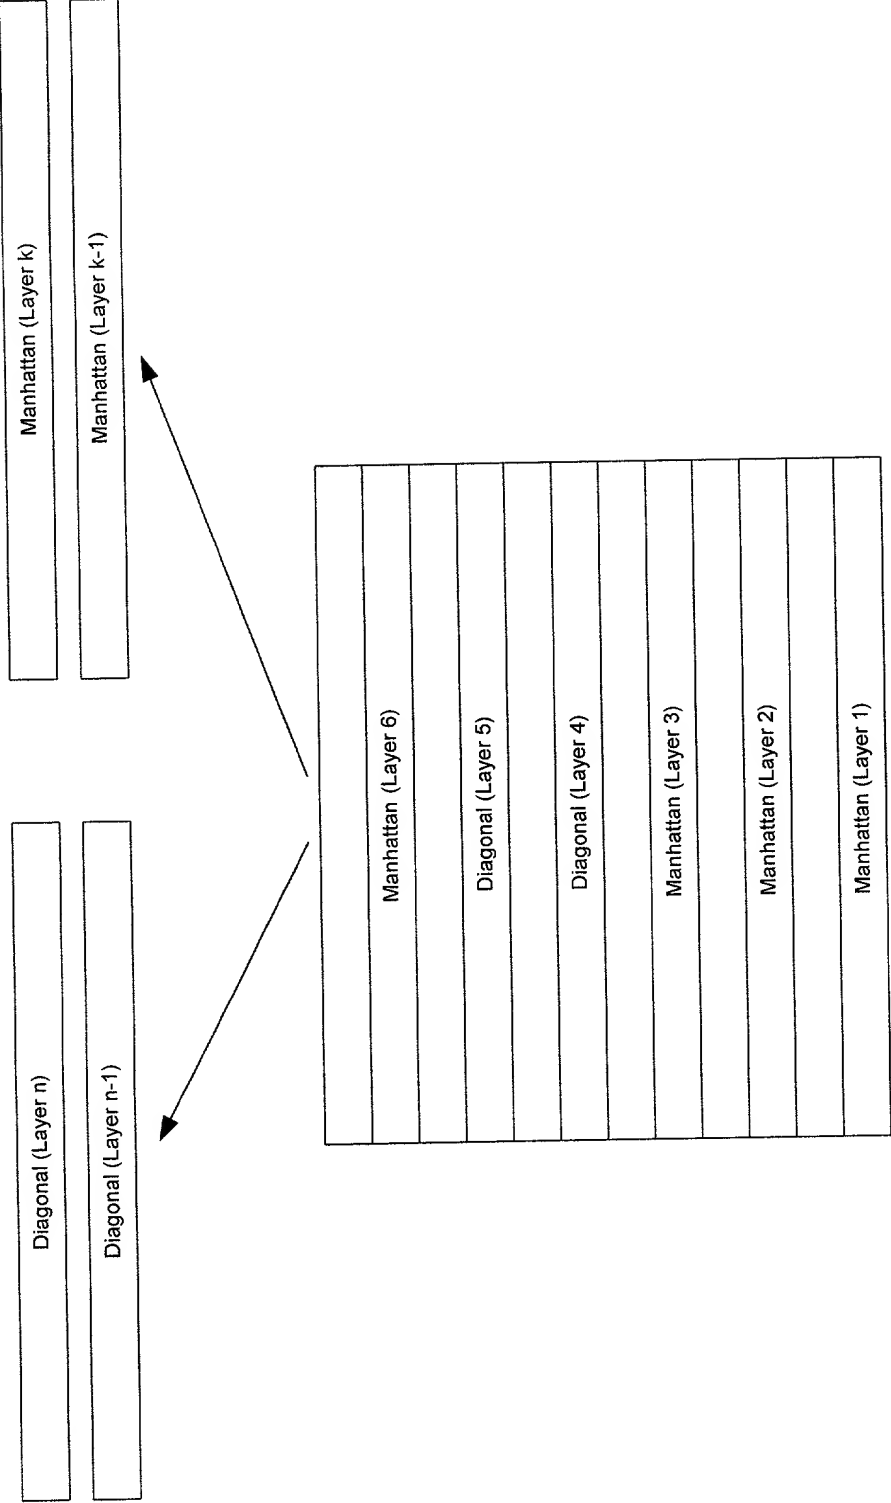 Diagonal (Layer n)
Diagonal (Layer n-1)
Manhattan (Layer k)
Manhattan (Layer k-1)
Manhattan (Layer 6)
Diagonal (Layer 5)
Diagonal (Layer 4)
Manhattan (Layer 3)
Manhattan (Layer 2)
Manhattan (Layer 1)